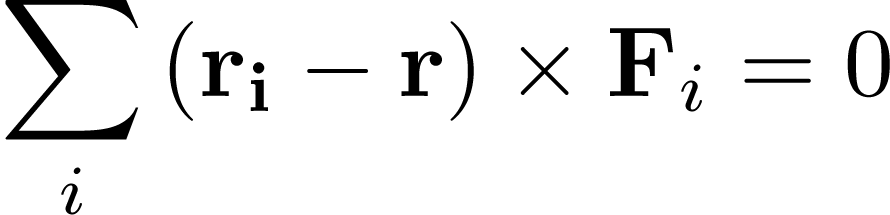 ∑ᵢ (𝐫ᵢ − 𝐫) × 𝐅ᵢ = 0